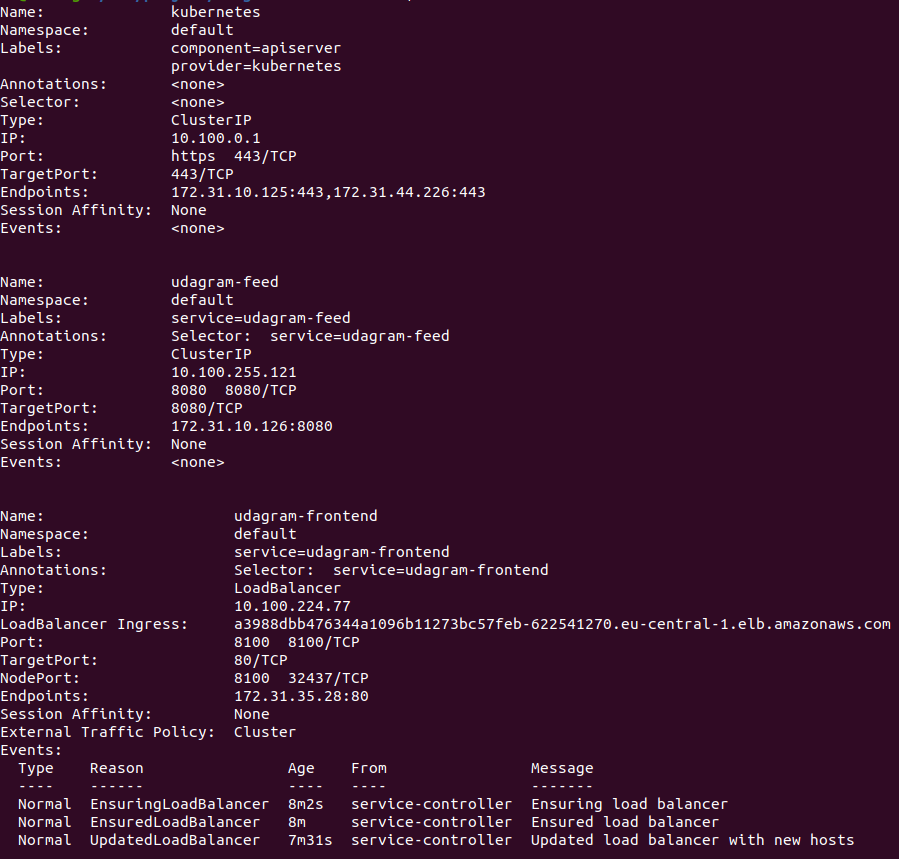 Name:              kubernetes
Namespace:         default
Labels:            component=apiserver
                   provider=kubernetes
Annotations:       <none>
Selector:          <none>
Type:              ClusterIP
IP:                10.100.0.1
Port:              https  443/TCP
TargetPort:        443/TCP
Endpoints:         172.31.10.125:443,172.31.44.226:443
Session Affinity:  None
Events:            <none>


Name:              udagram-feed
Namespace:         default
Labels:            service=udagram-feed
Annotations:       Selector:  service=udagram-feed
Type:              ClusterIP
IP:                10.100.255.121
Port:              8080  8080/TCP
TargetPort:        8080/TCP
Endpoints:         172.31.10.126:8080
Session Affinity:  None
Events:            <none>


Name:                     udagram-frontend
Namespace:                default
Labels:                   service=udagram-frontend
Annotations:              Selector:  service=udagram-frontend
Type:                     LoadBalancer
IP:                       10.100.224.77
LoadBalancer Ingress:     a3988dbb476344a1096b11273bc57feb-622541270.eu-central-1.elb.amazonaws.com
Port:                     8100  8100/TCP
TargetPort:               80/TCP
NodePort:                 8100  32437/TCP
Endpoints:                172.31.35.28:80
Session Affinity:         None
External Traffic Policy:  Cluster
Events:
  Type    Reason                Age    From                Message
  ----    ------                ----   ----                -------
  Normal  EnsuringLoadBalancer  8m2s   service-controller  Ensuring load balancer
  Normal  EnsuredLoadBalancer   8m     service-controller  Ensured load balancer
  Normal  UpdatedLoadBalancer   7m31s  service-controller  Updated load balancer with new hosts